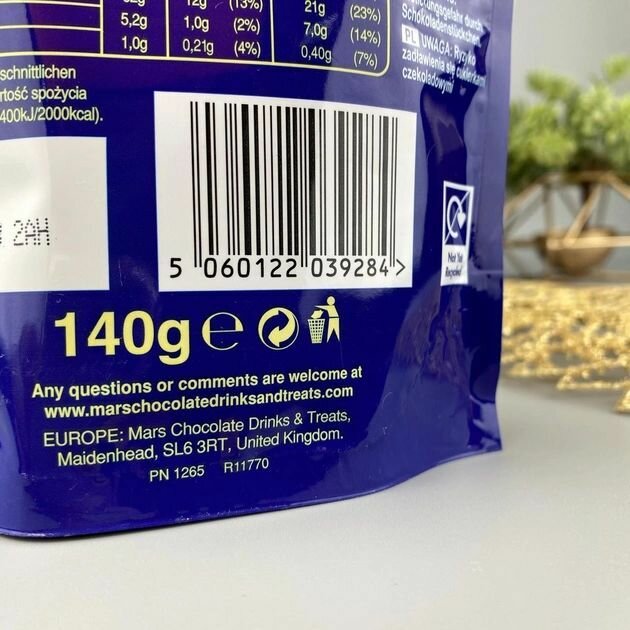 12g (13%) 21g (23%)
5,2g 1,0g (2%) 7,0g (14%)
1,0g 0,21g (4%) 0,40g (7%)
durch
Schokoladenstückchen
PL UWAGA: Ryzyko
zadławienia się cukierkami
czekoladowymi
schnittlichen
rtość spożycia
400kJ/2000kcal).
2AH
5 060122 039284 >
Not Yet
Recycled
140g e
Any questions or comments are welcome at
www.marschocolatedrinksandtreats.com
EUROPE: Mars Chocolate Drinks & Treats,
Maidenhead, SL6 3RT, United Kingdom.
PN 1265 R11770